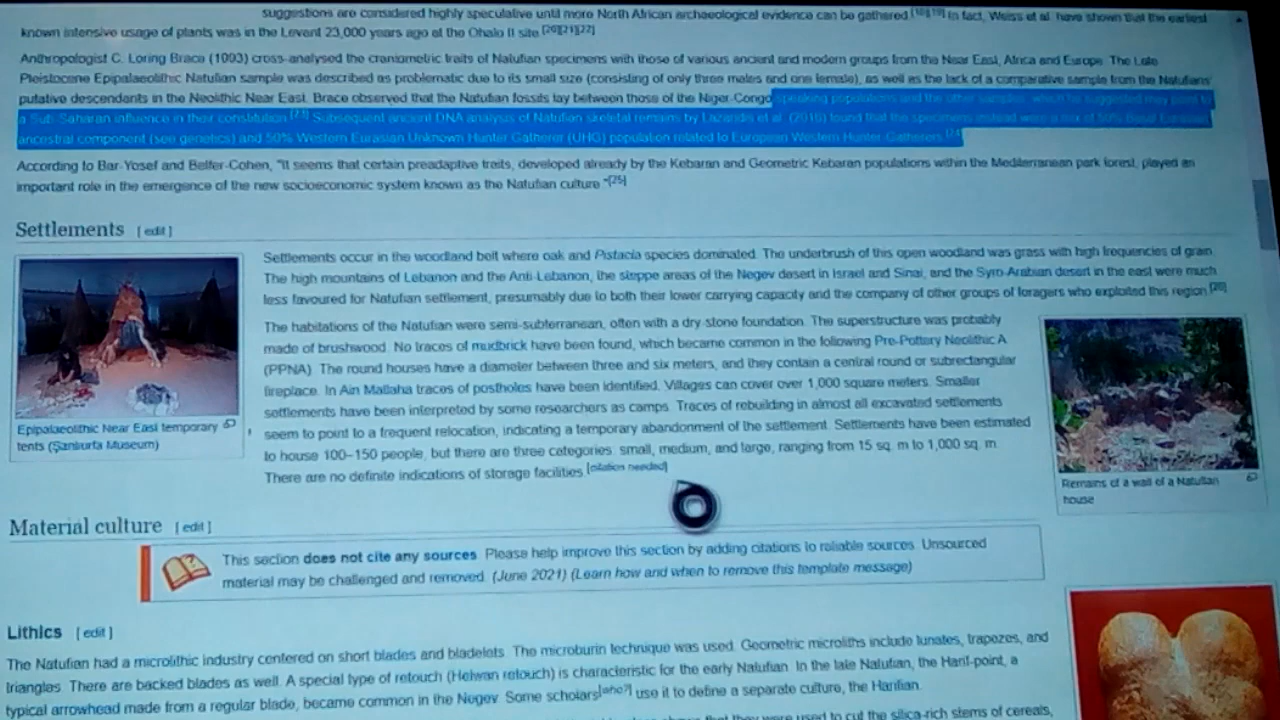 suggestions are considered highly speculative until more North African archaeological evidence can be gathered.[18][19] In fact, Weiss et al. have shown that the earliest
known intensive usage of plants was in the Levant 23,000 years ago at the Ohalo II site.[20][21][22]
Anthropologist C. Loring Brace (1993) cross-analysed the craniometric traits of Natufian specimens with those of various ancient and modern groups from the Near East, Africa and Europe. The Late
Pleistocene Epipalaeolithic Natufian sample was described as problematic due to its small size (consisting of only three males and one female), as well as the lack of a comparative sample from the Natufians'
putative descendants in the Neolithic Near East. Brace observed that the Natufian fossils lay between those of the Niger-Congo-speaking populations and the other samples, which he suggested may point to
a Sub-Saharan influence in their constitution.[23] Subsequent ancient DNA analysis of Natufian skeletal remains by Lazaridis et al. (2016) found that the specimens instead were a mix of 50% Basal Eurasian
ancestral component (see genetics) and 50% Western Eurasian Unknown Hunter Gatherer (UHG) population related to European Western Hunter-Gatherers.[24]
According to Bar-Yosef and Belfer-Cohen, "It seems that certain preadaptive traits, developed already by the Kebaran and Geometric Kebaran populations within the Mediterranean park forest, played an
important role in the emergence of the new socioeconomic system known as the Natufian culture."[25]
Settlements [ edit ]
Settlements occur in the woodland belt where oak and Pistacia species dominated. The underbrush of this open woodland was grass with high frequencies of grain.
The high mountains of Lebanon and the Anti-Lebanon, the steppe areas of the Negev desert in Israel and Sinai, and the Syro-Arabian desert in the east were much
less favoured for Natufian settlement, presumably due to both their lower carrying capacity and the company of other groups of foragers who exploited this region.[26]
The habitations of the Natufian were semi-subterranean, often with a dry-stone foundation. The superstructure was probably
made of brushwood. No traces of mudbrick have been found, which became common in the following Pre-Pottery Neolithic A
(PPNA). The round houses have a diameter between three and six meters, and they contain a central round or subrectangular
fireplace. In Ain Mallaha traces of postholes have been identified. Villages can cover over 1,000 square meters. Smaller
settlements have been interpreted by some researchers as camps. Traces of rebuilding in almost all excavated settlements
seem to point to a frequent relocation, indicating a temporary abandonment of the settlement. Settlements have been estimated
to house 100–150 people, but there are three categories: small, medium, and large, ranging from 15 sq. m to 1,000 sq. m.
There are no definite indications of storage facilities.[citation needed]
Epipalaeolithic Near East temporary
tents (Şanlıurfa Museum)
Remains of a wall of a Natufian
house
Material culture [ edit ]
This section does not cite any sources. Please help improve this section by adding citations to reliable sources. Unsourced
material may be challenged and removed. (June 2021) (Learn how and when to remove this template message)
Lithics [ edit ]
The Natufian had a microlithic industry centered on short blades and bladelets. The microburin technique was used. Geometric microliths include lunates, trapezes, and
triangles. There are backed blades as well. A special type of retouch (Helwan retouch) is characteristic for the early Natufian. In the late Natufian, the Harif-point, a
typical arrowhead made from a regular blade, became common in the Negev. Some scholars[who?] use it to define a separate culture, the Harifian.
they were used to cut the silica-rich stems of cereals,